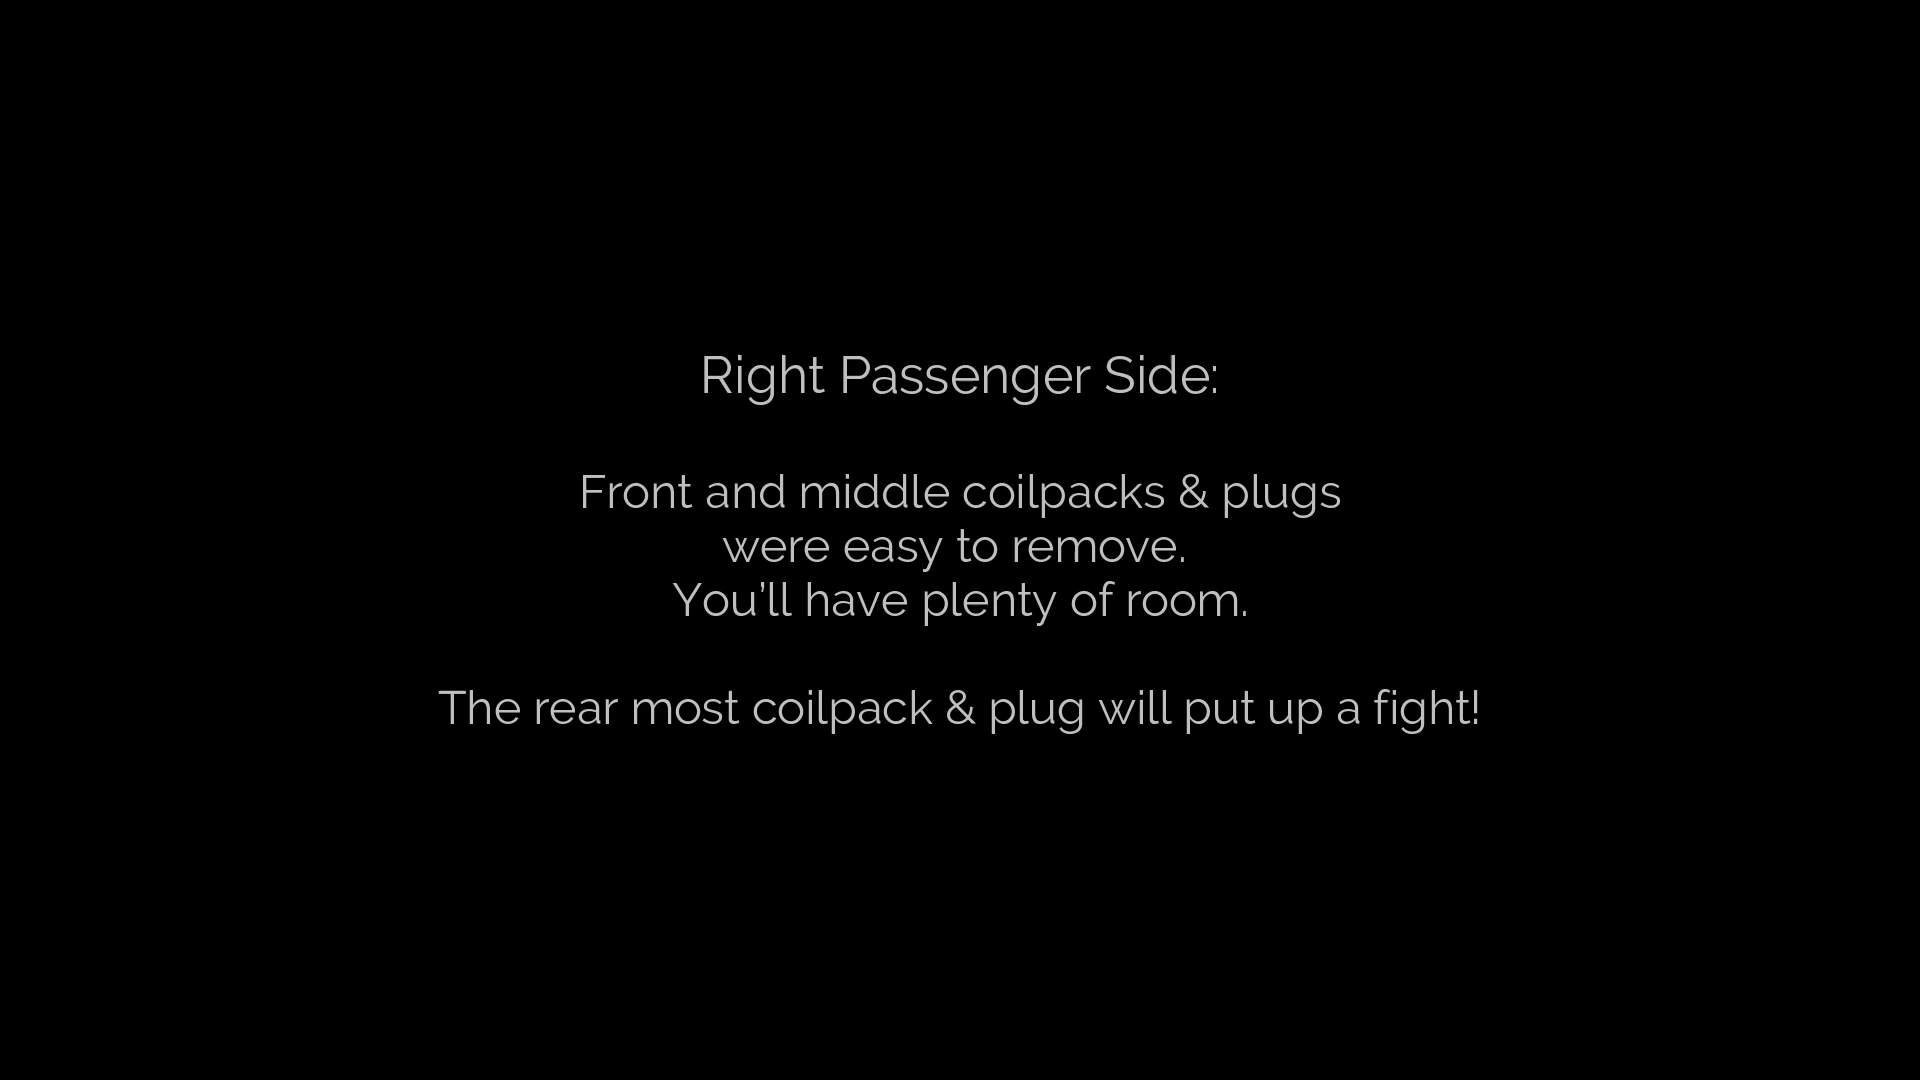 Right Passenger Side:
Front and middle coilpacks & plugs
were easy to remove.
You’ll have plenty of room.
The rear most coilpack & plug will put up a fight!